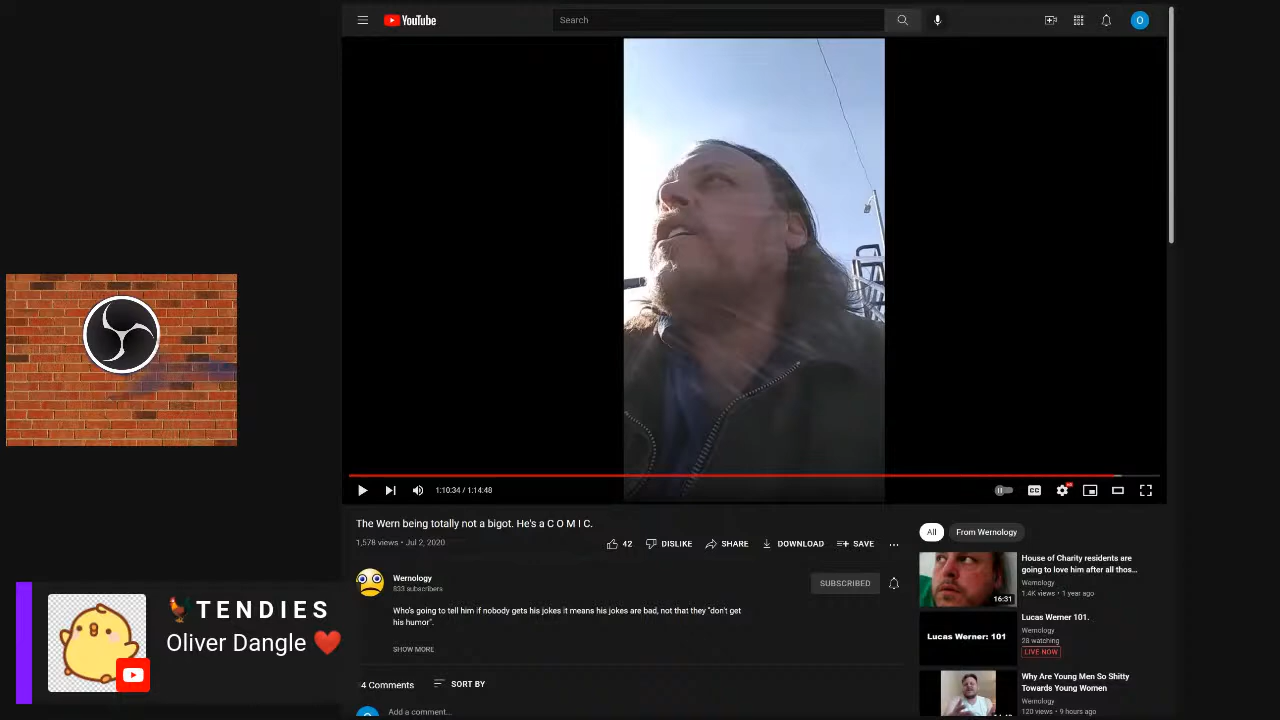 YouTube
Search
O
1:10:34 / 1:14:48
CC
The Wern being totally not a bigot. He's a C O M I C.
1,578 views • Jul 2, 2020
42
DISLIKE
SHARE
DOWNLOAD
SAVE
Wernology
833 subscribers
SUBSCRIBED
Who's going to tell him if nobody gets his jokes it means his jokes are bad, not that they "don't get
his humor".
SHOW MORE
4 Comments
SORT BY
Add a comment...
All
From Wernology
16:31
House of Charity residents are
going to love him after all thos...
Wernology
1.4K views • 1 year ago
Lucas Werner: 101
Lucas Werner 101.
Wernology
28 watching
LIVE NOW
Why Are Young Men So Shitty
Towards Young Women
Wernology
120 views • 9 hours ago
🐓T E N D I E S
Oliver Dangle ❤️